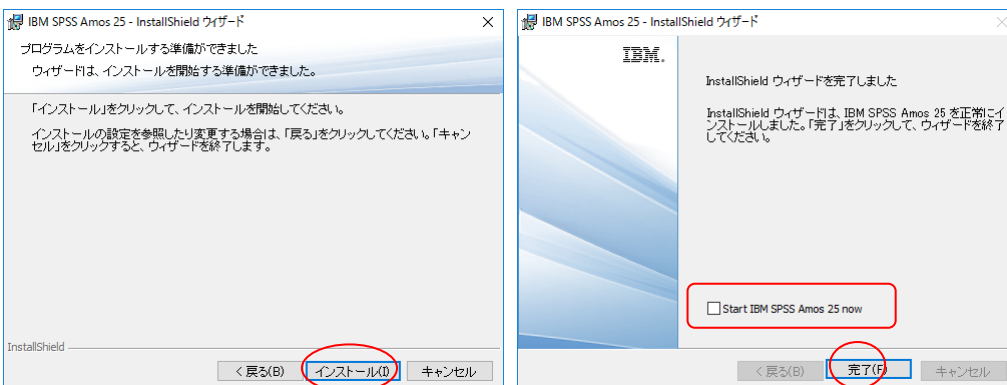 IBM SPSS Amos 25 - InstallShield ウィザード
プログラムをインストールする準備ができました
ウィザードは、インストールを開始する準備ができました。
「インストール」をクリックして、インストールを開始してください。
インストールの設定を参照したり変更する場合は、「戻る」をクリックしてください。「キャン
セル」をクリックすると、ウィザードを終了します。
InstallShield
< 戻る(B)
インストール(I)
キャンセル
IBM SPSS Amos 25 - InstallShield ウィザード
IBM.
InstallShield ウィザードを完了しました
InstallShield ウィザードは、IBM SPSS Amos 25 を正常にイ
ンストールしました。「完了」をクリックして、ウィザードを終了
してください。
Start IBM SPSS Amos 25 now
< 戻る(B)
完了(F)
キャンセル